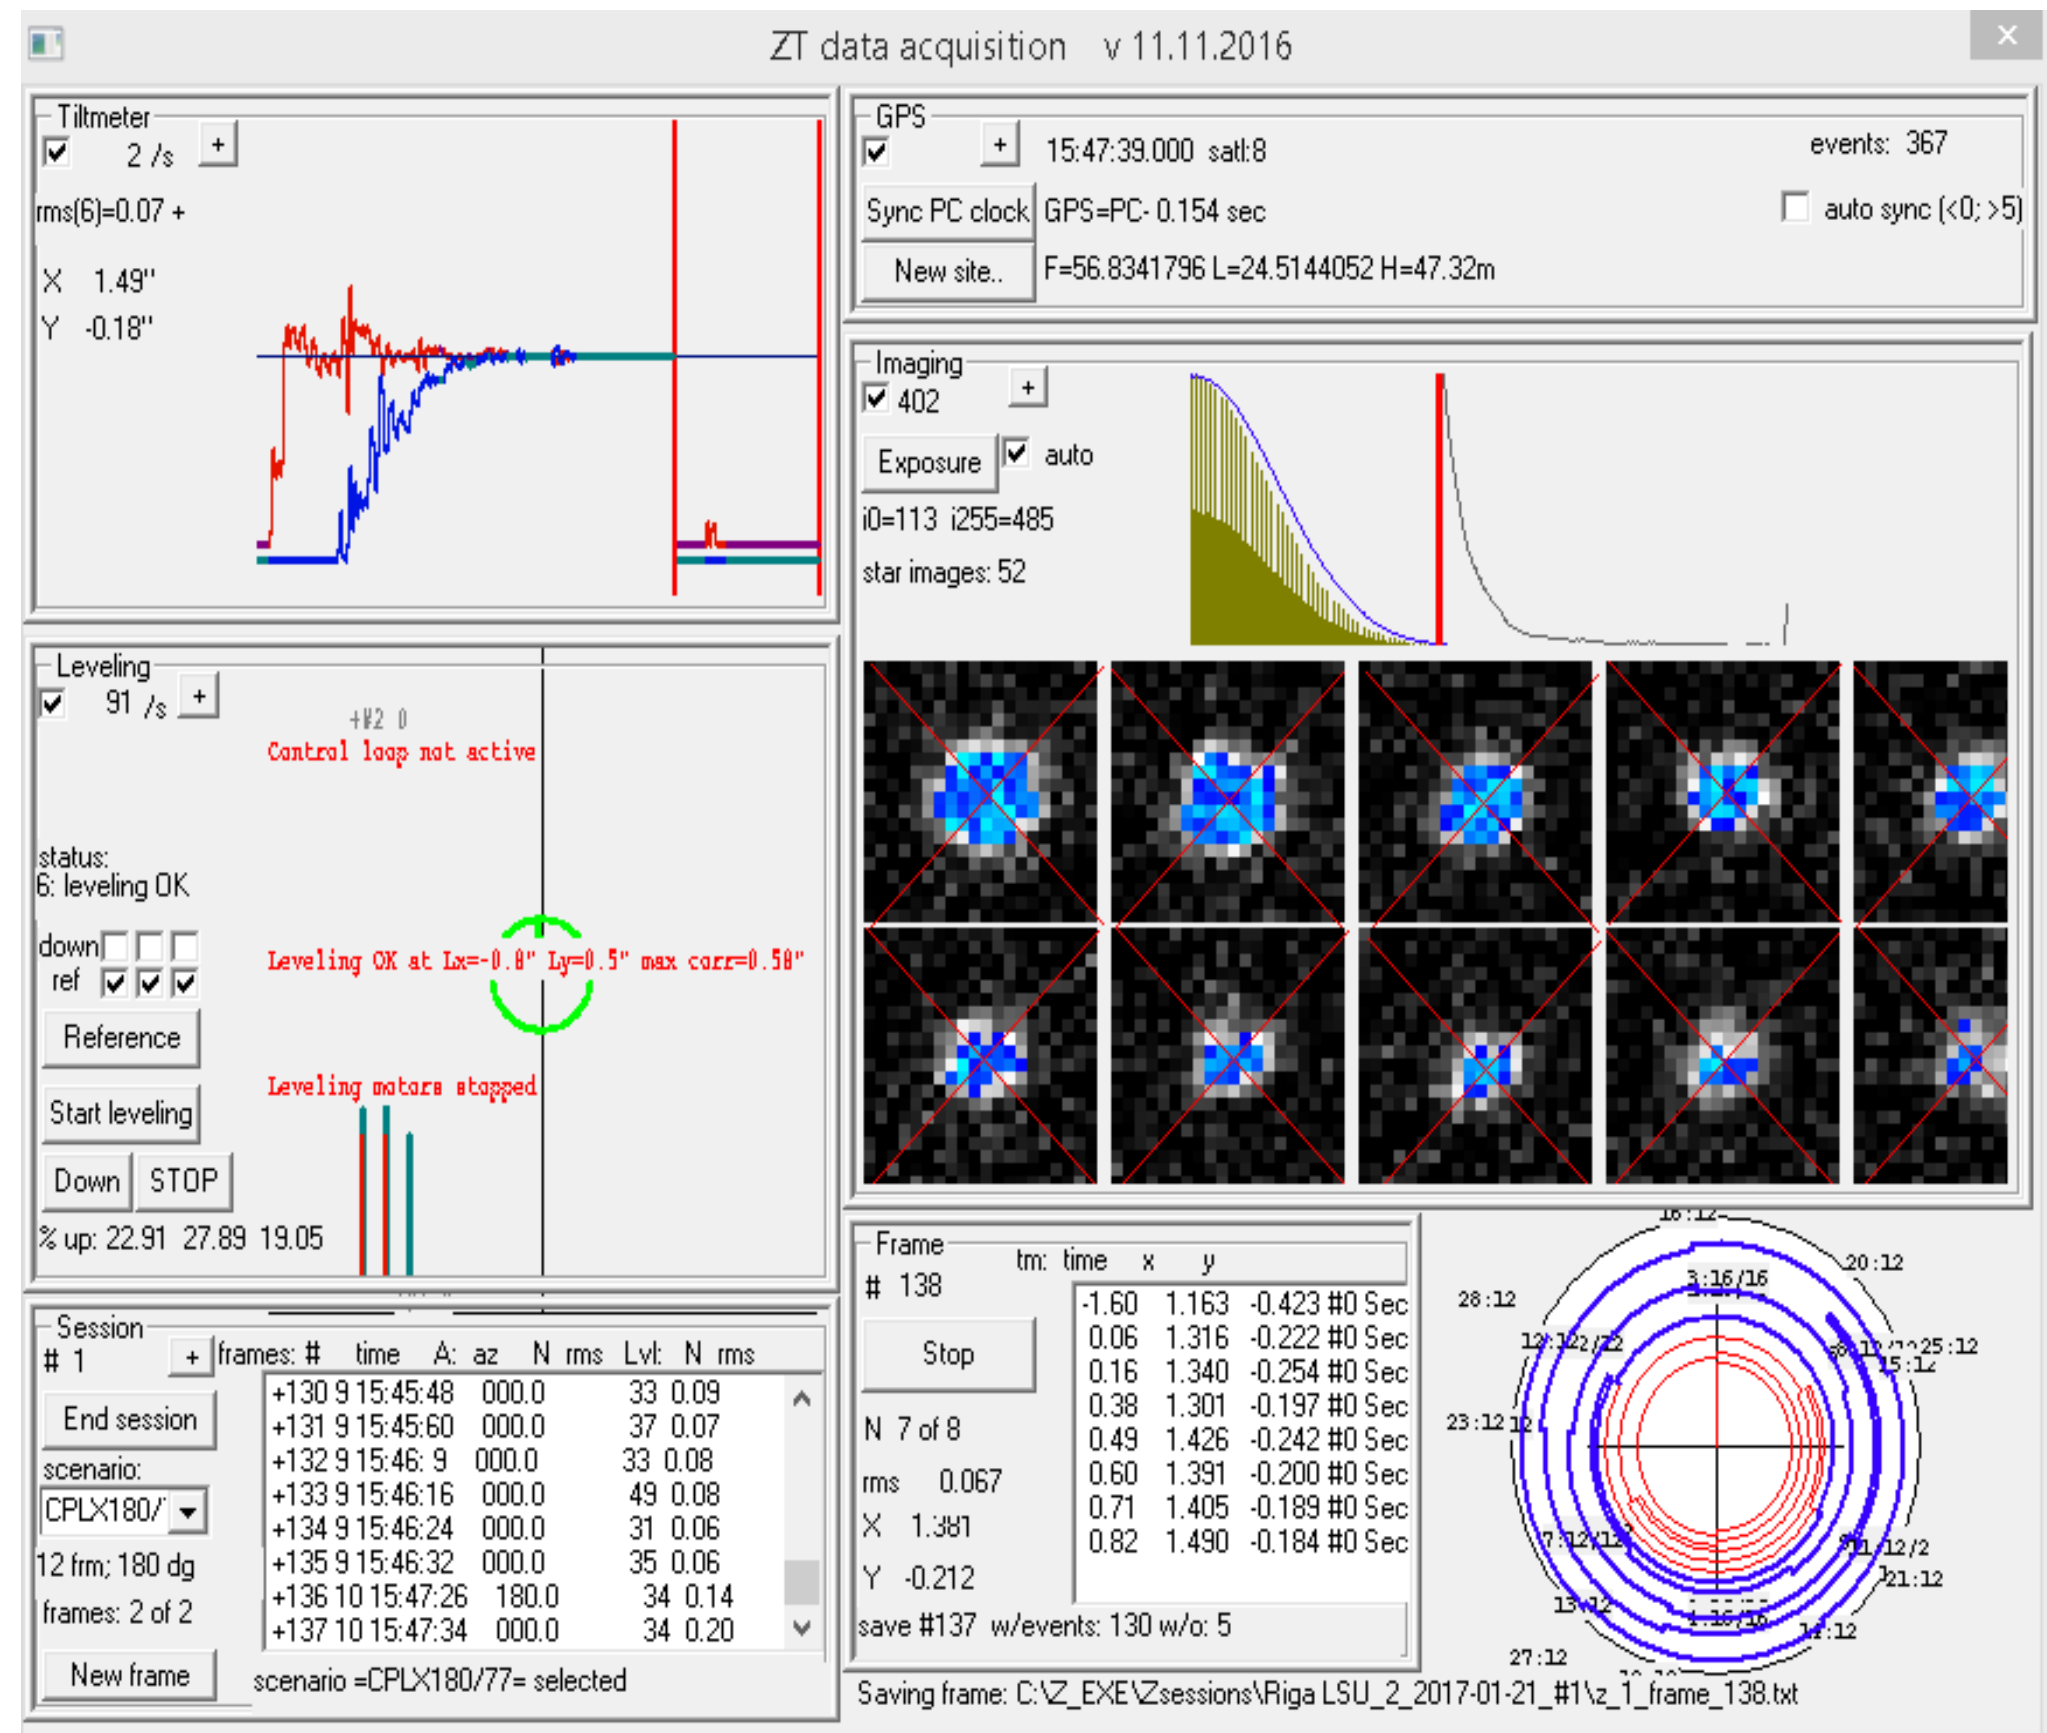 ZT data acquisition v 11.11.2016
Tiltmeter
2 /s +
rms(6)=0.07 +
X 1.49"
Y -0.18"
GPS
+ 15:47:39.000 satl:8 events: 367
Sync PC clock GPS=PC- 0.154 sec auto sync (<0; >5)
New site.. F=56.8341796 L=24.5144052 H=47.32m
Imaging
402 +
Exposure auto
i0=113 i255=485
star images: 52
Leveling
91 /s +
Control loop not active
status:
6: leveling OK
down
Leveling OK at Lx=-0.8" Ly=0.5" max corr=0.58"
ref
Reference
Leveling motors stopped
Start leveling
Down STOP
% up: 22.91 27.89 19.05
Session
# 1 + frames: # time A: az N rms Lvl: N rms
+130 9 15:45:48 000.0 33 0.09
+131 9 15:45:60 000.0 37 0.07
+132 9 15:46: 9 000.0 33 0.08
+133 9 15:46:16 000.0 49 0.08
+134 9 15:46:24 000.0 31 0.06
+135 9 15:46:32 000.0 35 0.06
+136 10 15:47:26 180.0 34 0.14
+137 10 15:47:34 000.0 34 0.20
End session
scenario:
CPLX180/
12 frm; 180 dg
frames: 2 of 2
New frame
scenario =CPLX180/77= selected
Frame
# 138
tm: time x y
-1.60 1.163 -0.423 #0 Sec
0.06 1.316 -0.222 #0 Sec
0.16 1.340 -0.254 #0 Sec
0.38 1.301 -0.197 #0 Sec
0.49 1.426 -0.242 #0 Sec
0.60 1.391 -0.200 #0 Sec
0.71 1.405 -0.189 #0 Sec
0.82 1.490 -0.184 #0 Sec
Stop
N 7 of 8
rms 0.067
X 1.381
Y -0.212
save #137 w/events: 130 w/o: 5
16:12
20:12
3:16/16
28:12
25:12
15:12
23:12
21:12
27:12
Saving frame: C:\Z_EXE\Zsessions\Riga LSU_2_2017-01-21_#1\z_1_frame_138.txt